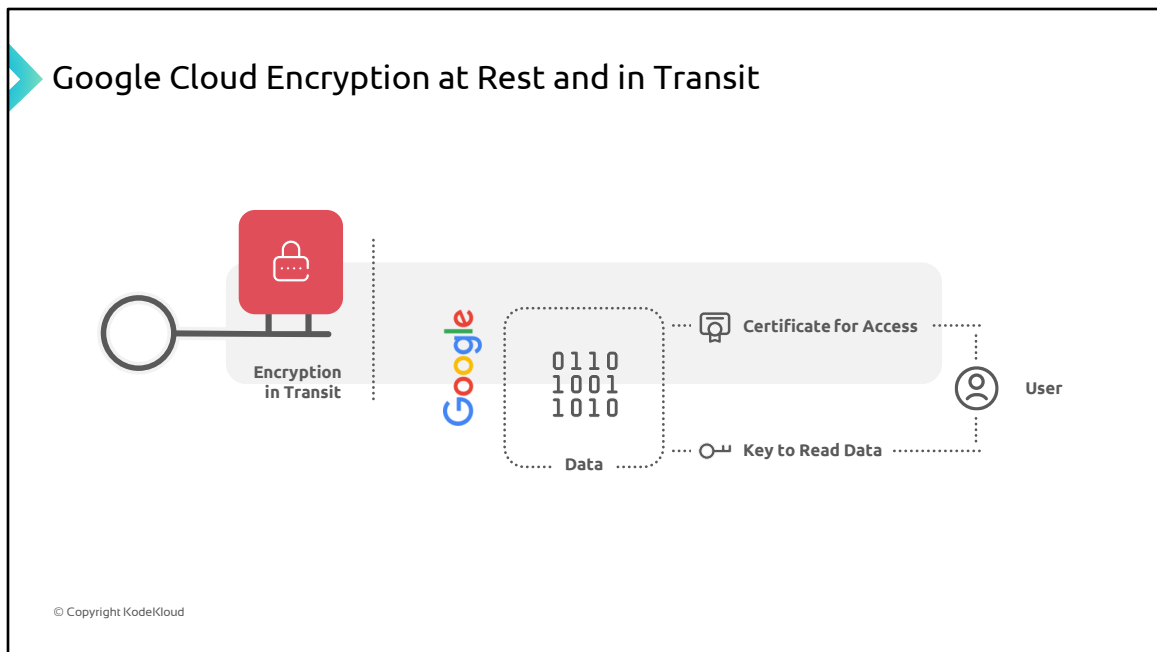 Google Cloud Encryption at Rest and in Transit
Encryption
in Transit
Google
0110
1001
1010
Data
Certificate for Access
Key to Read Data
User
© Copyright KodeKloud